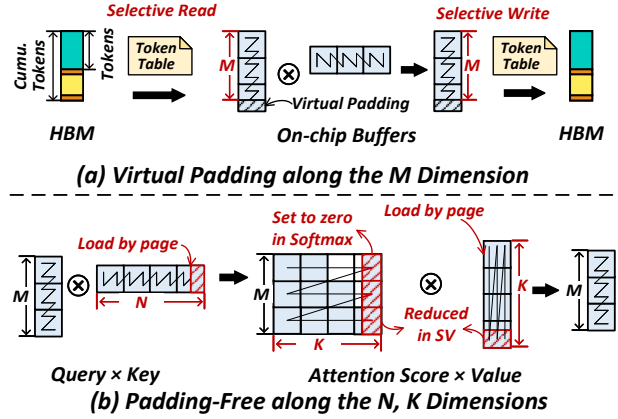 Selective Read
Selective Write
Cumu.
Tokens
Tokens
Token
Table
M
M
Token
Table
Virtual Padding
HBM
On-chip Buffers
HBM
(a) Virtual Padding along the M Dimension
Load by page
Set to zero
in Softmax
Load by page
M
N
M
K
K
M
Reduced
in SV
Query × Key
Attention Score × Value
(b) Padding-Free along the N, K Dimensions